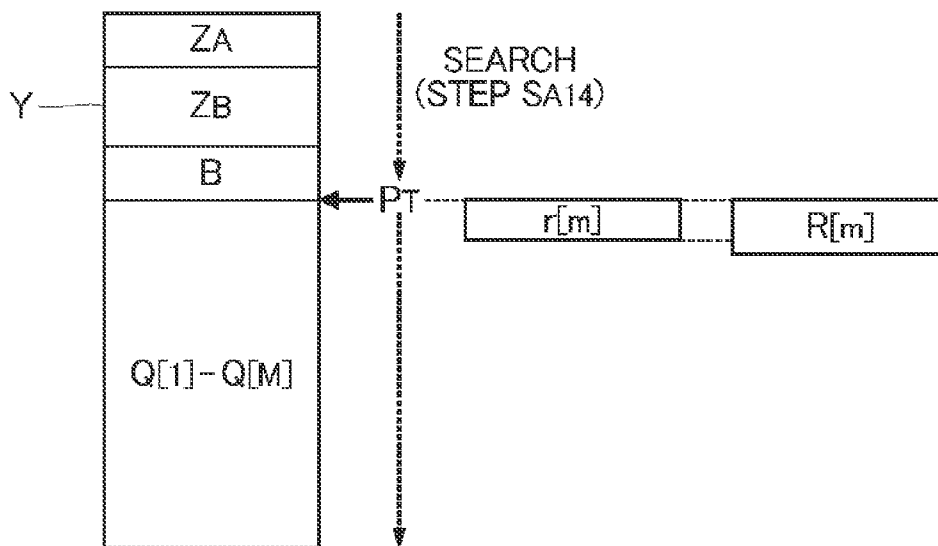 ZA
Y
ZB
B
SEARCH
(STEP SA14)
PT
r[m]
R[m]
Q[1]-Q[M]